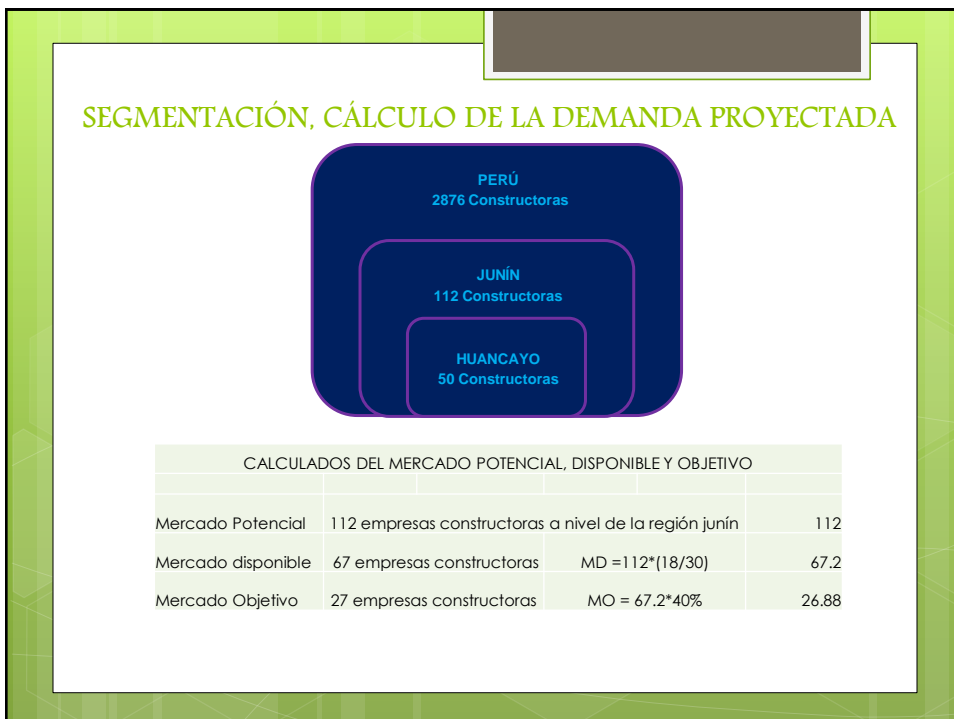 SEGMENTACIÓN, CÁLCULO DE LA DEMANDA PROYECTADA
PERÚ
2876 Constructoras
JUNÍN
112 Constructoras
HUANCAYO
50 Constructoras
CALCULADOS DEL MERCADO POTENCIAL, DISPONIBLE Y OBJETIVO
Mercado Potencial 112 empresas constructoras a nivel de la región junín 112
Mercado disponible 67 empresas constructoras MD =112*(18/30) 67.2
Mercado Objetivo 27 empresas constructoras MO = 67.2*40% 26.88